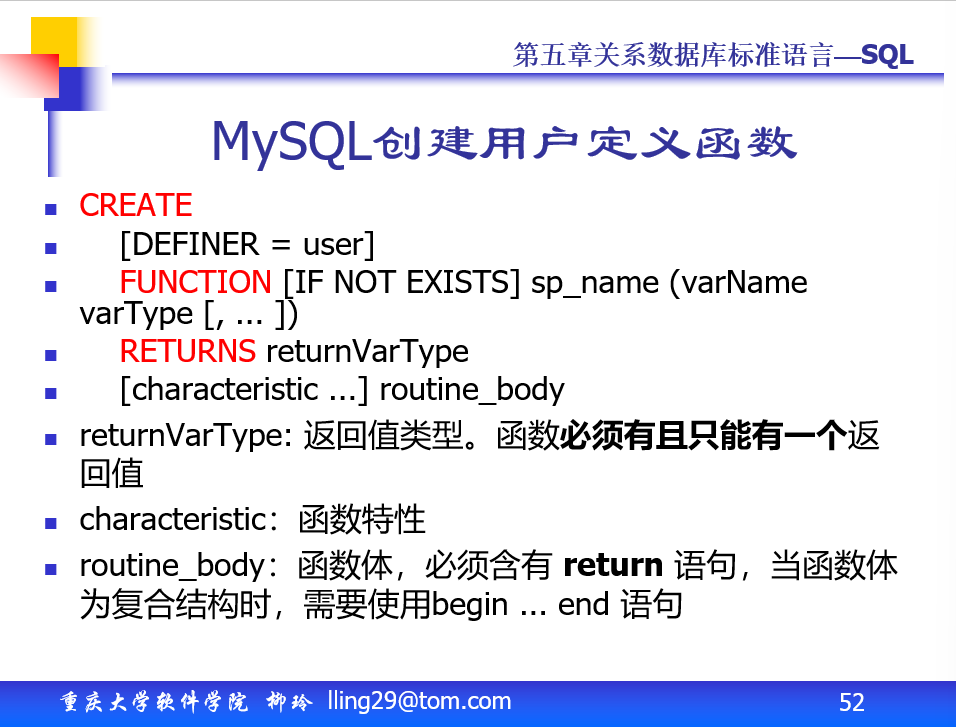 第五章关系数据库标准语言—SQL
MySQL创建用户定义函数
CREATE
[DEFINER = user]
FUNCTION [IF NOT EXISTS] sp_name (varName
varType [, ... ])
RETURNS returnVarType
[characteristic ...] routine_body
returnVarType: 返回值类型。函数必须有且只能有一个返
回值
characteristic：函数特性
routine_body：函数体，必须含有 return 语句，当函数体
为复合结构时，需要使用begin ... end 语句
重庆大学软件学院 柳玲 lling29@tom.com
52